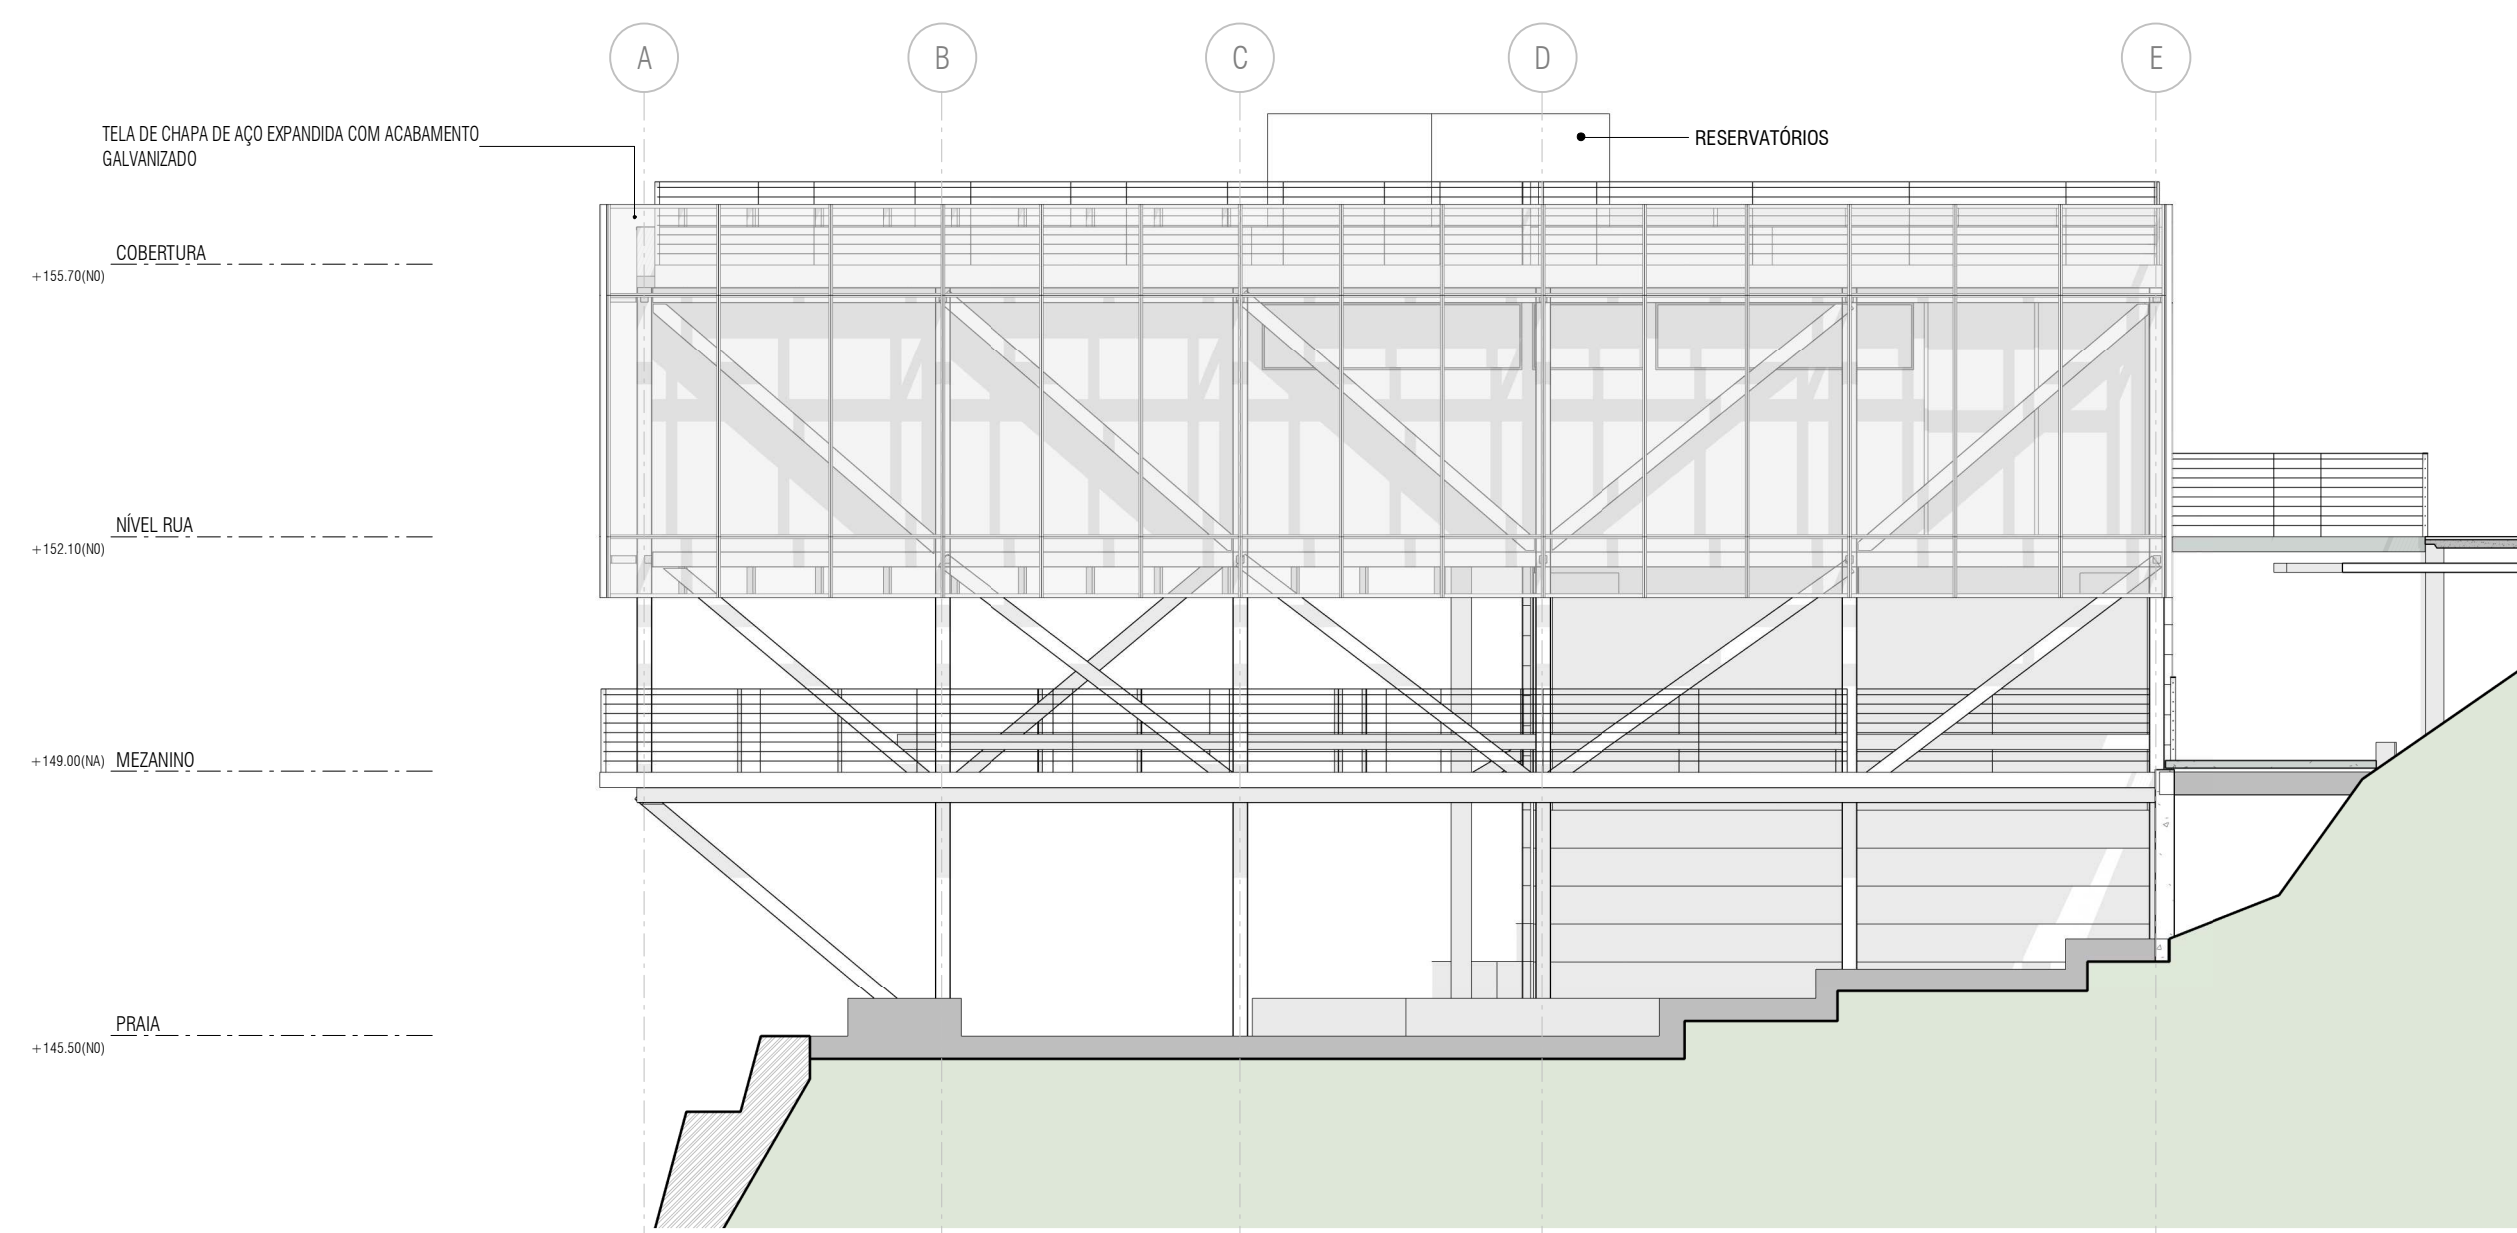 A
B
C
D
E
TELA DE CHAPA DE AÇO EXPANDIDA COM ACABAMENTO
GALVANIZADO
RESERVATÓRIOS
COBERTURA
+155.70(N0)
NÍVEL RUA
+152.10(N0)
+149.00(NA) MEZANINO
PRAIA
+145.50(N0)